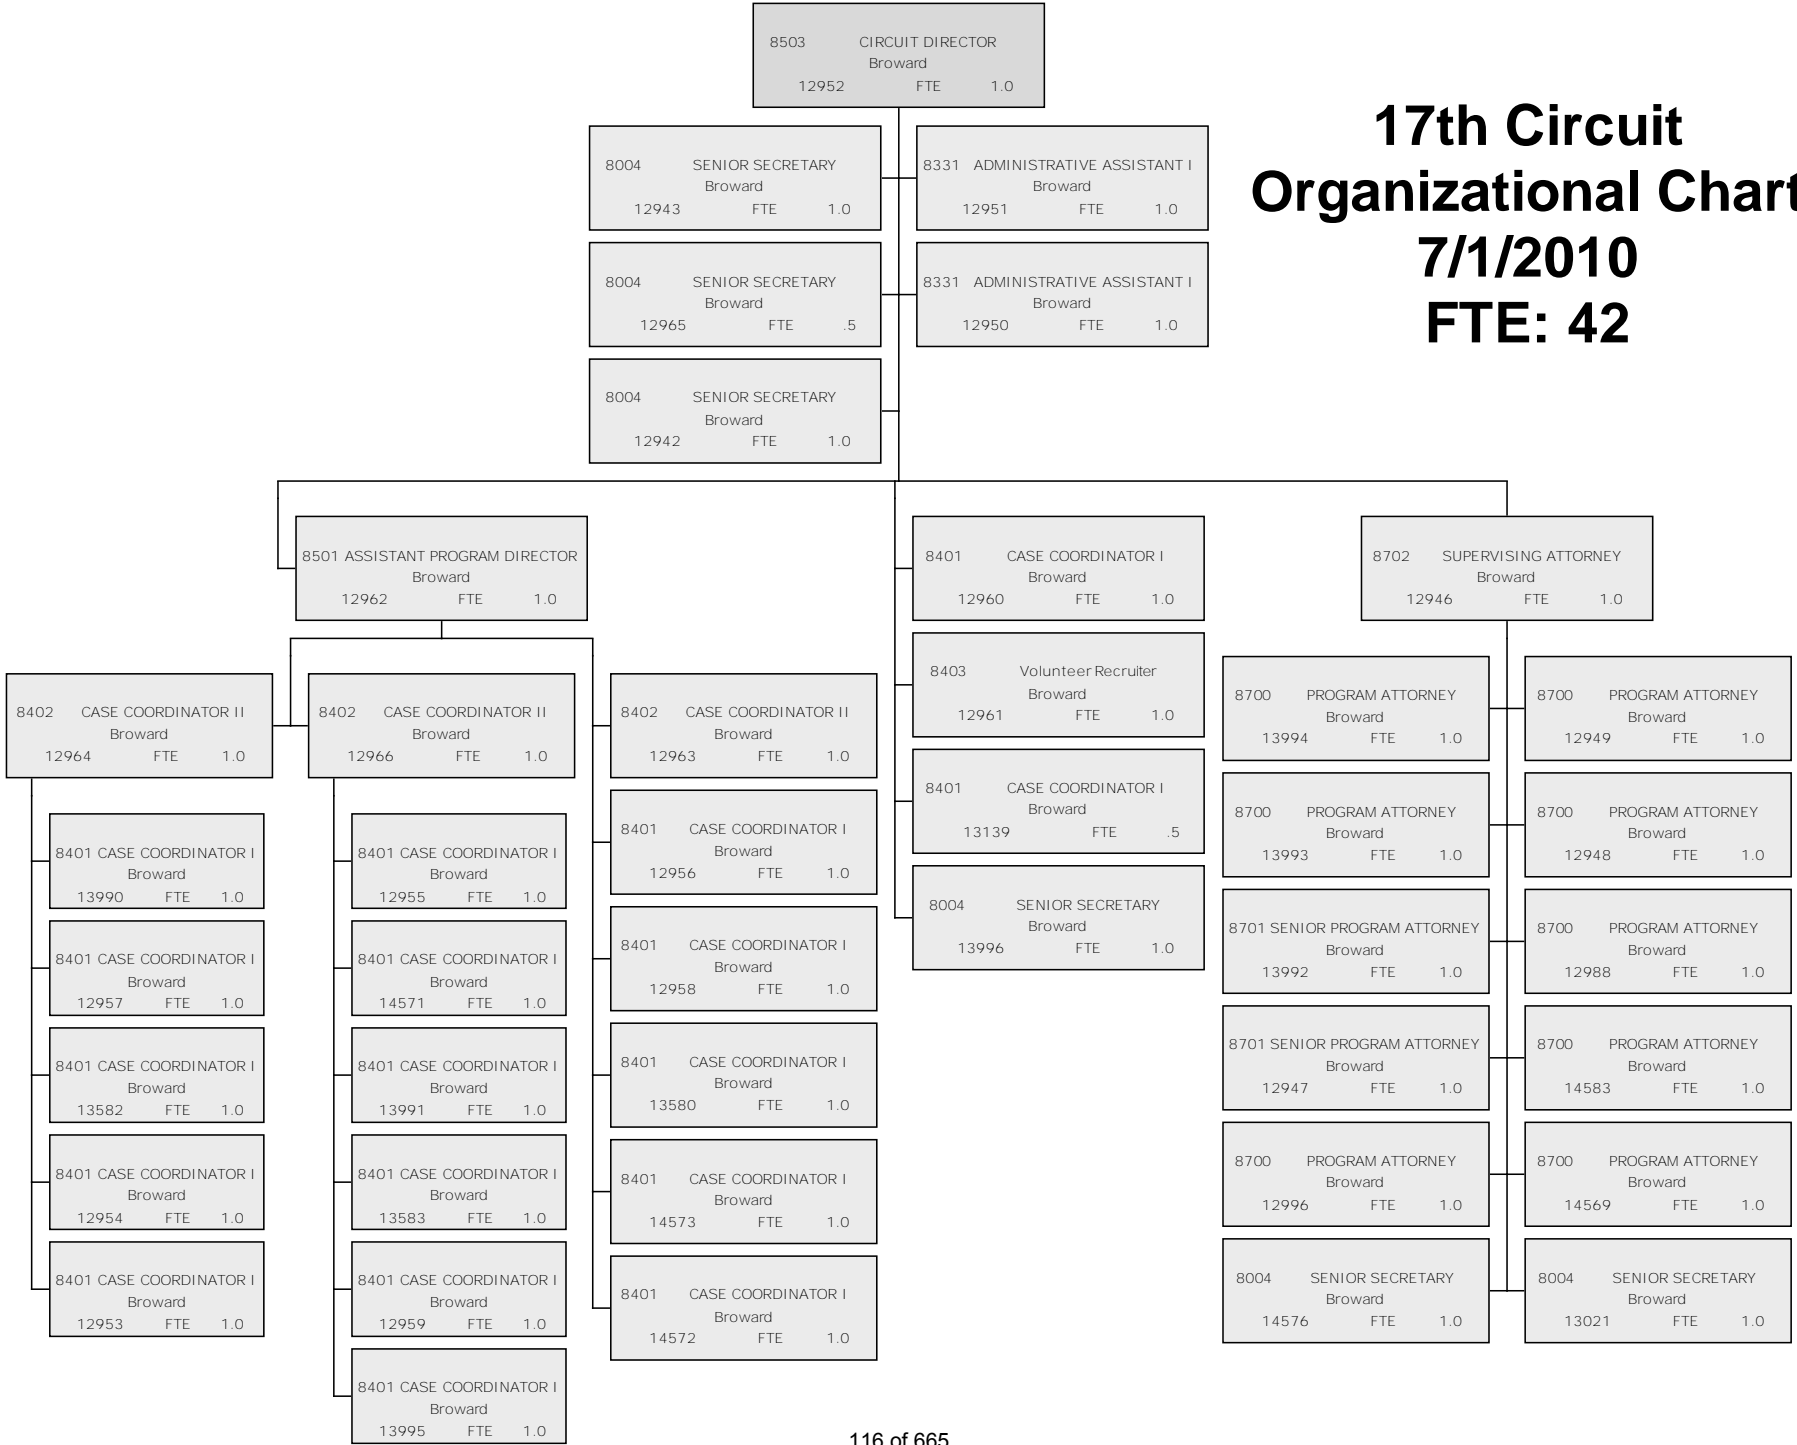 8503 CIRCUIT DIRECTOR
Broward
12952 FTE 1.0
17th Circuit
Organizational Chart
7/1/2010
FTE: 42
8004 SENIOR SECRETARY
Broward
12943 FTE 1.0
8331 ADMINISTRATIVE ASSISTANT I
Broward
12951 FTE 1.0
8004 SENIOR SECRETARY
Broward
12965 FTE .5
8331 ADMINISTRATIVE ASSISTANT I
Broward
12950 FTE 1.0
8004 SENIOR SECRETARY
Broward
12942 FTE 1.0
8501 ASSISTANT PROGRAM DIRECTOR
Broward
12962 FTE 1.0
8402 CASE COORDINATOR II
Broward
12964 FTE 1.0
8401 CASE COORDINATOR I
Broward
13990 FTE 1.0
8401 CASE COORDINATOR I
Broward
12957 FTE 1.0
8401 CASE COORDINATOR I
Broward
13582 FTE 1.0
8401 CASE COORDINATOR I
Broward
12954 FTE 1.0
8401 CASE COORDINATOR I
Broward
12953 FTE 1.0
8402 CASE COORDINATOR II
Broward
12966 FTE 1.0
8401 CASE COORDINATOR I
Broward
12955 FTE 1.0
8401 CASE COORDINATOR I
Broward
14571 FTE 1.0
8401 CASE COORDINATOR I
Broward
13991 FTE 1.0
8401 CASE COORDINATOR I
Broward
13583 FTE 1.0
8401 CASE COORDINATOR I
Broward
12959 FTE 1.0
8401 CASE COORDINATOR I
Broward
13995 FTE 1.0
8402 CASE COORDINATOR II
Broward
12963 FTE 1.0
8401 CASE COORDINATOR I
Broward
12956 FTE 1.0
8401 CASE COORDINATOR I
Broward
12958 FTE 1.0
8401 CASE COORDINATOR I
Broward
13580 FTE 1.0
8401 CASE COORDINATOR I
Broward
14573 FTE 1.0
8401 CASE COORDINATOR I
Broward
14572 FTE 1.0
8401 CASE COORDINATOR I
Broward
12960 FTE 1.0
8403 Volunteer Recruiter
Broward
12961 FTE 1.0
8401 CASE COORDINATOR I
Broward
13139 FTE .5
8004 SENIOR SECRETARY
Broward
13996 FTE 1.0
8702 SUPERVISING ATTORNEY
Broward
12946 FTE 1.0
8700 PROGRAM ATTORNEY
Broward
13994 FTE 1.0
8700 PROGRAM ATTORNEY
Broward
12949 FTE 1.0
8700 PROGRAM ATTORNEY
Broward
13993 FTE 1.0
8700 PROGRAM ATTORNEY
Broward
12948 FTE 1.0
8701 SENIOR PROGRAM ATTORNEY
Broward
13992 FTE 1.0
8700 PROGRAM ATTORNEY
Broward
12988 FTE 1.0
8701 SENIOR PROGRAM ATTORNEY
Broward
12947 FTE 1.0
8700 PROGRAM ATTORNEY
Broward
14583 FTE 1.0
8700 PROGRAM ATTORNEY
Broward
12996 FTE 1.0
8700 PROGRAM ATTORNEY
Broward
14569 FTE 1.0
8004 SENIOR SECRETARY
Broward
14576 FTE 1.0
8004 SENIOR SECRETARY
Broward
13021 FTE 1.0
116 of 665